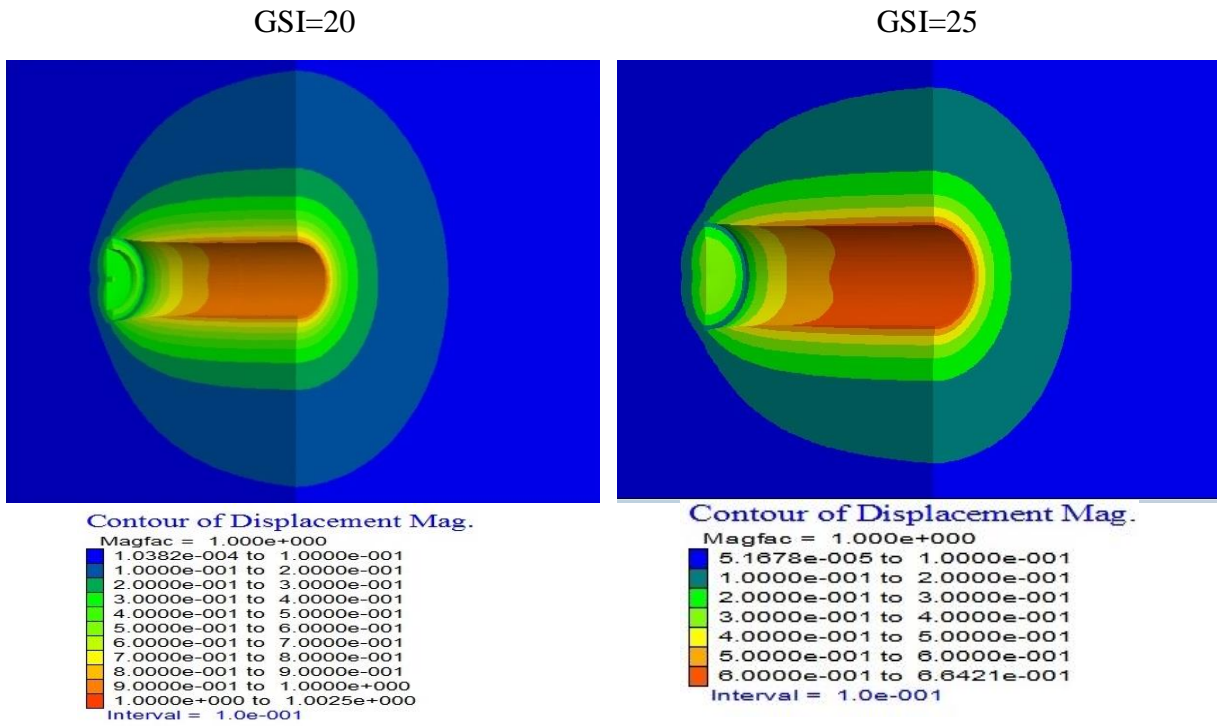 GSI=20
GSI=25
Contour of Displacement Mag.
Magfac = 1.000e+000
1.0382e-004 to 1.0000e-001
1.0000e-001 to 2.0000e-001
2.0000e-001 to 3.0000e-001
3.0000e-001 to 4.0000e-001
4.0000e-001 to 5.0000e-001
5.0000e-001 to 6.0000e-001
6.0000e-001 to 7.0000e-001
7.0000e-001 to 8.0000e-001
8.0000e-001 to 9.0000e-001
9.0000e-001 to 1.0000e+000
1.0000e+000 to 1.0025e+000
Interval = 1.0e-001
Contour of Displacement Mag.
Magfac = 1.000e+000
5.1678e-005 to 1.0000e-001
1.0000e-001 to 2.0000e-001
2.0000e-001 to 3.0000e-001
3.0000e-001 to 4.0000e-001
4.0000e-001 to 5.0000e-001
5.0000e-001 to 6.0000e-001
6.0000e-001 to 6.6421e-001
Interval = 1.0e-001